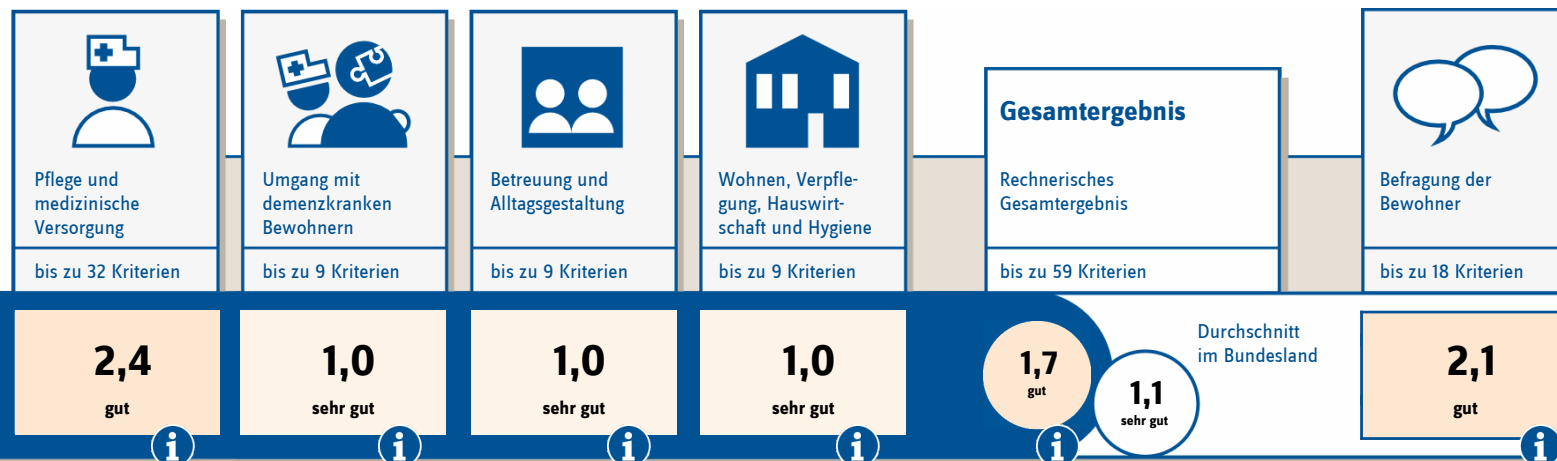 Pflege und
medizinische
Versorgung
bis zu 32 Kriterien
2,4
gut
i
Umgang mit
demenzkranken
Bewohnern
bis zu 9 Kriterien
1,0
sehr gut
i
Betreuung und
Alltagsgestaltung
bis zu 9 Kriterien
1,0
sehr gut
i
Wohnen, Verpfle-
gung, Hauswirt-
schaft und Hygiene
bis zu 9 Kriterien
1,0
sehr gut
i
Gesamtergebnis
Rechnerisches
Gesamtergebnis
bis zu 59 Kriterien
1,7
gut
i
1,1
sehr gut
Durchschnitt
im Bundesland
Befragung der
Bewohner
bis zu 18 Kriterien
2,1
gut
i